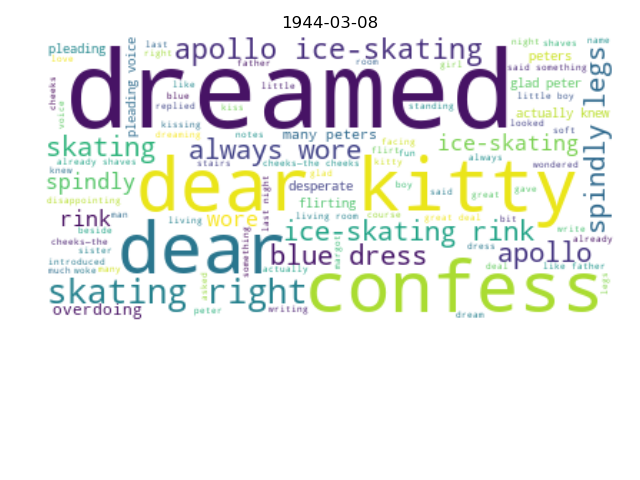 1944-03-08
pleading
last
apollo ice-skating
night shaves
name
love
right
father
room
girl
peters
said something
dreamed
cheeks
voice
pleading voice
like
little
blue
replied
kiss
standing
kissing
dreaming
notes
many peters
glad peter
little boy
actually knew
looked
soft
spindly legs
skating
always wore
facing
ice-skating
already shaves
knew
stairs
cheeks—the cheeks
flirt
fun
kitty
always
wondered
spindly
dear kitty
glad
desperate
boy
said
great
gave
disappointing
last night
flirting
rink
man
living
wore
living room
course
great deal
bit
write
already
beside
dear
ice-skating rink
cheeks—the
sister
something
blue dress
margot
dress
apollo
introduced
much
woke
many
actually
deal
like father
skating right
asked
confess
legs
overdoing
peter
writing
dream